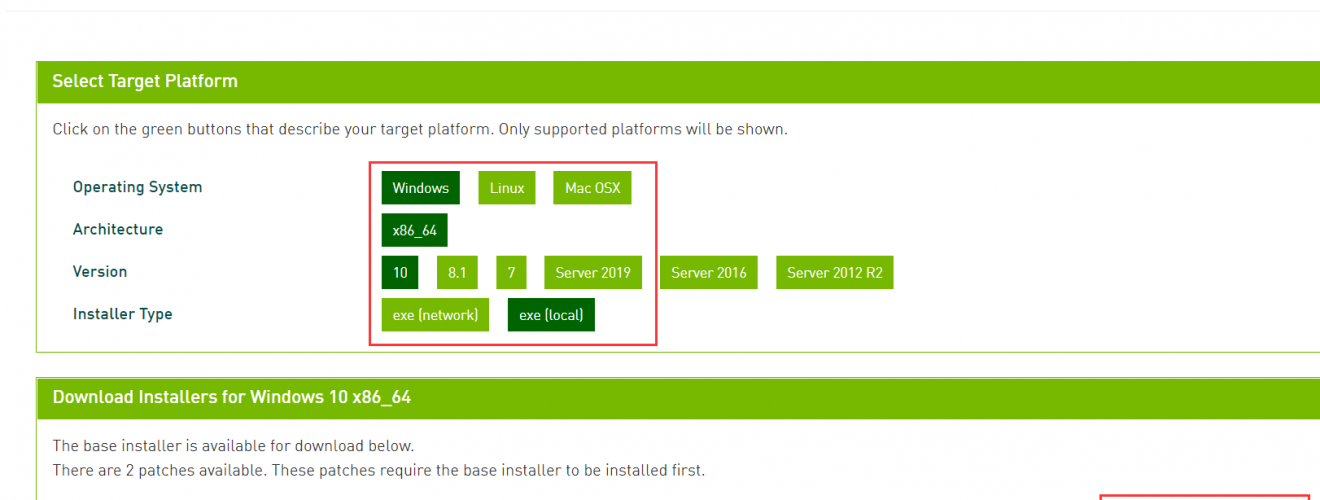 Select Target Platform
Click on the green buttons that describe your target platform. Only supported platforms will be shown.
Operating System Windows Linux Mac OSX
Architecture x86_64
Version 10 8.1 7 Server 2019 Server 2016 Server 2012 R2
Installer Type exe (network) exe (local)
Download Installers for Windows 10 x86_64
The base installer is available for download below.
There are 2 patches available. These patches require the base installer to be installed first.